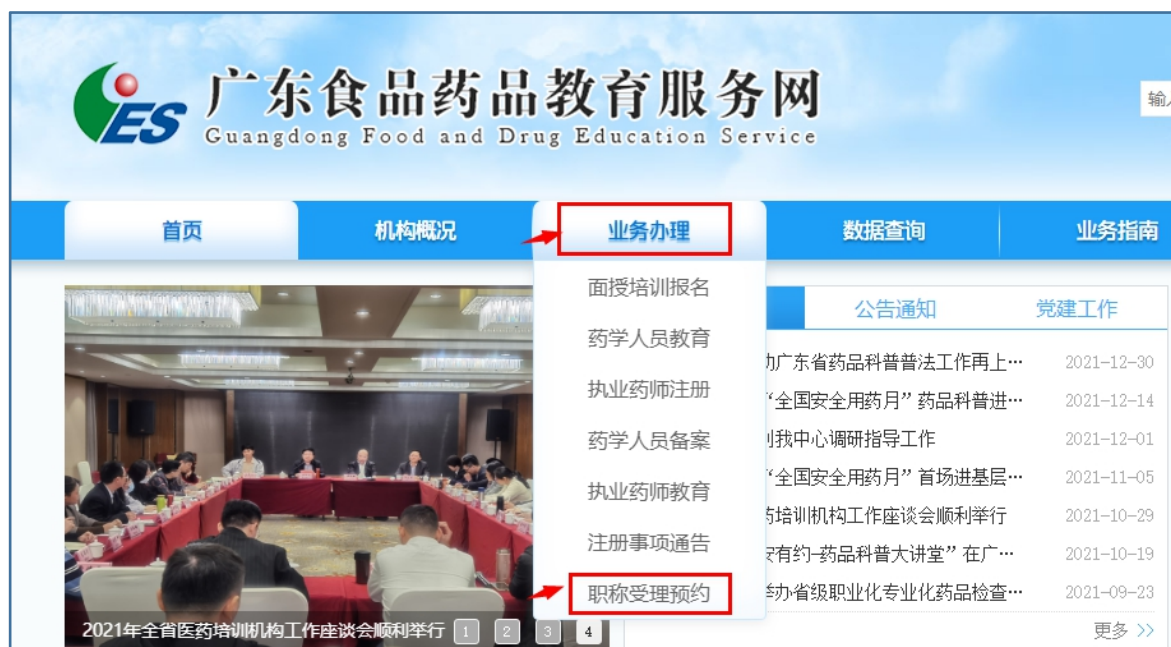 ES
广东食品药品教育服务网
Guangdong Food and Drug Education Service
输入
首页 机构概况 业务办理 数据查询 业务指南
面授培训报名
药学人员教育
执业药师注册
药学人员备案
执业药师教育
注册事项通告
职称受理预约
公告通知 党建工作
广东省药品科普普法工作再上… 2021-12-30
“全国安全用药月”药品科普进… 2021-12-14
到我中心调研指导工作 2021-12-01
“全国安全用药月”首场进基层… 2021-11-05
药培训机构工作座谈会顺利举行 2021-10-29
安有约-药品科普大讲堂”在广… 2021-10-19
举办省级职业化专业化药品检查… 2021-09-23
2021年全省医药培训机构工作座谈会顺利举行 1 2 3 4
更多 >>